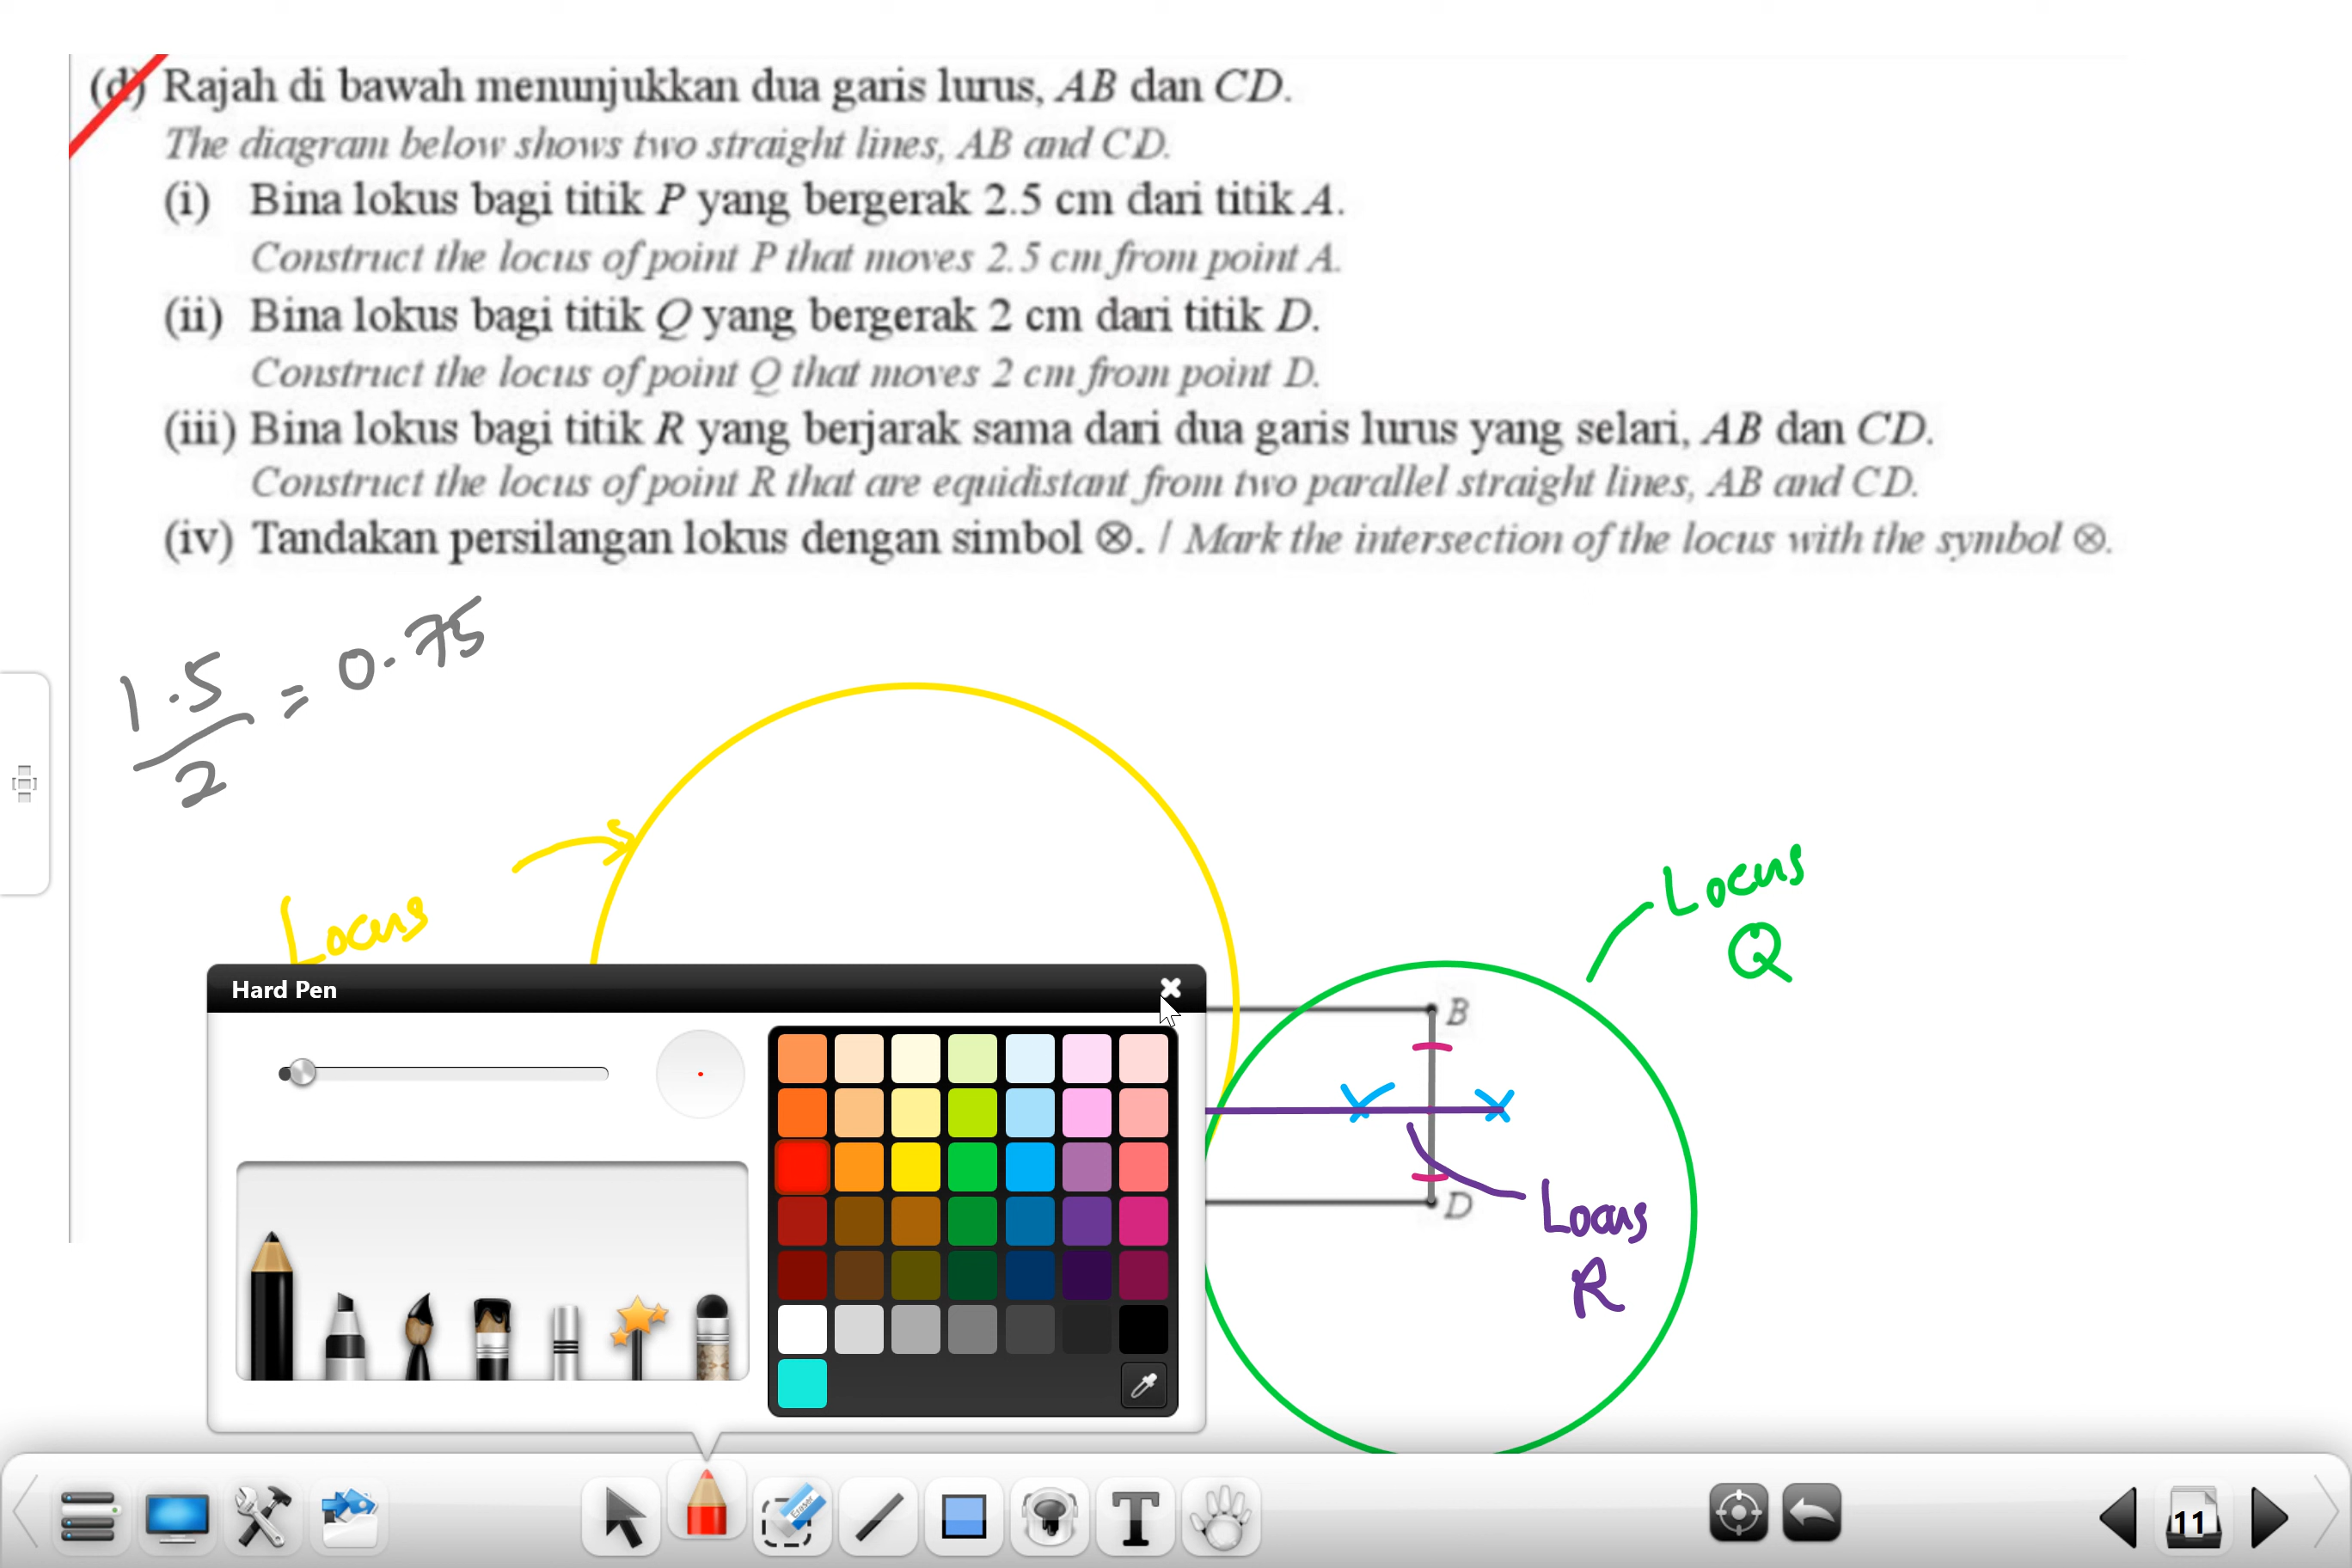 (d) Rajah di bawah menunjukkan dua garis lurus, AB dan CD.
The diagram below shows two straight lines, AB and CD.
(i) Bina lokus bagi titik P yang bergerak 2.5 cm dari titik A.
Construct the locus of point P that moves 2.5 cm from point A.
(ii) Bina lokus bagi titik Q yang bergerak 2 cm dari titik D.
Construct the locus of point Q that moves 2 cm from point D.
(iii) Bina lokus bagi titik R yang berjarak sama dari dua garis lurus yang selari, AB dan CD.
Construct the locus of point R that are equidistant from two parallel straight lines, AB and CD.
(iv) Tandakan persilangan lokus dengan simbol ⊗. / Mark the intersection of the locus with the symbol ⊗.
1.5
2
= 0.75
Locus
Locus
Q
Hard Pen
B
D
Locus
R
Eraser
T
11